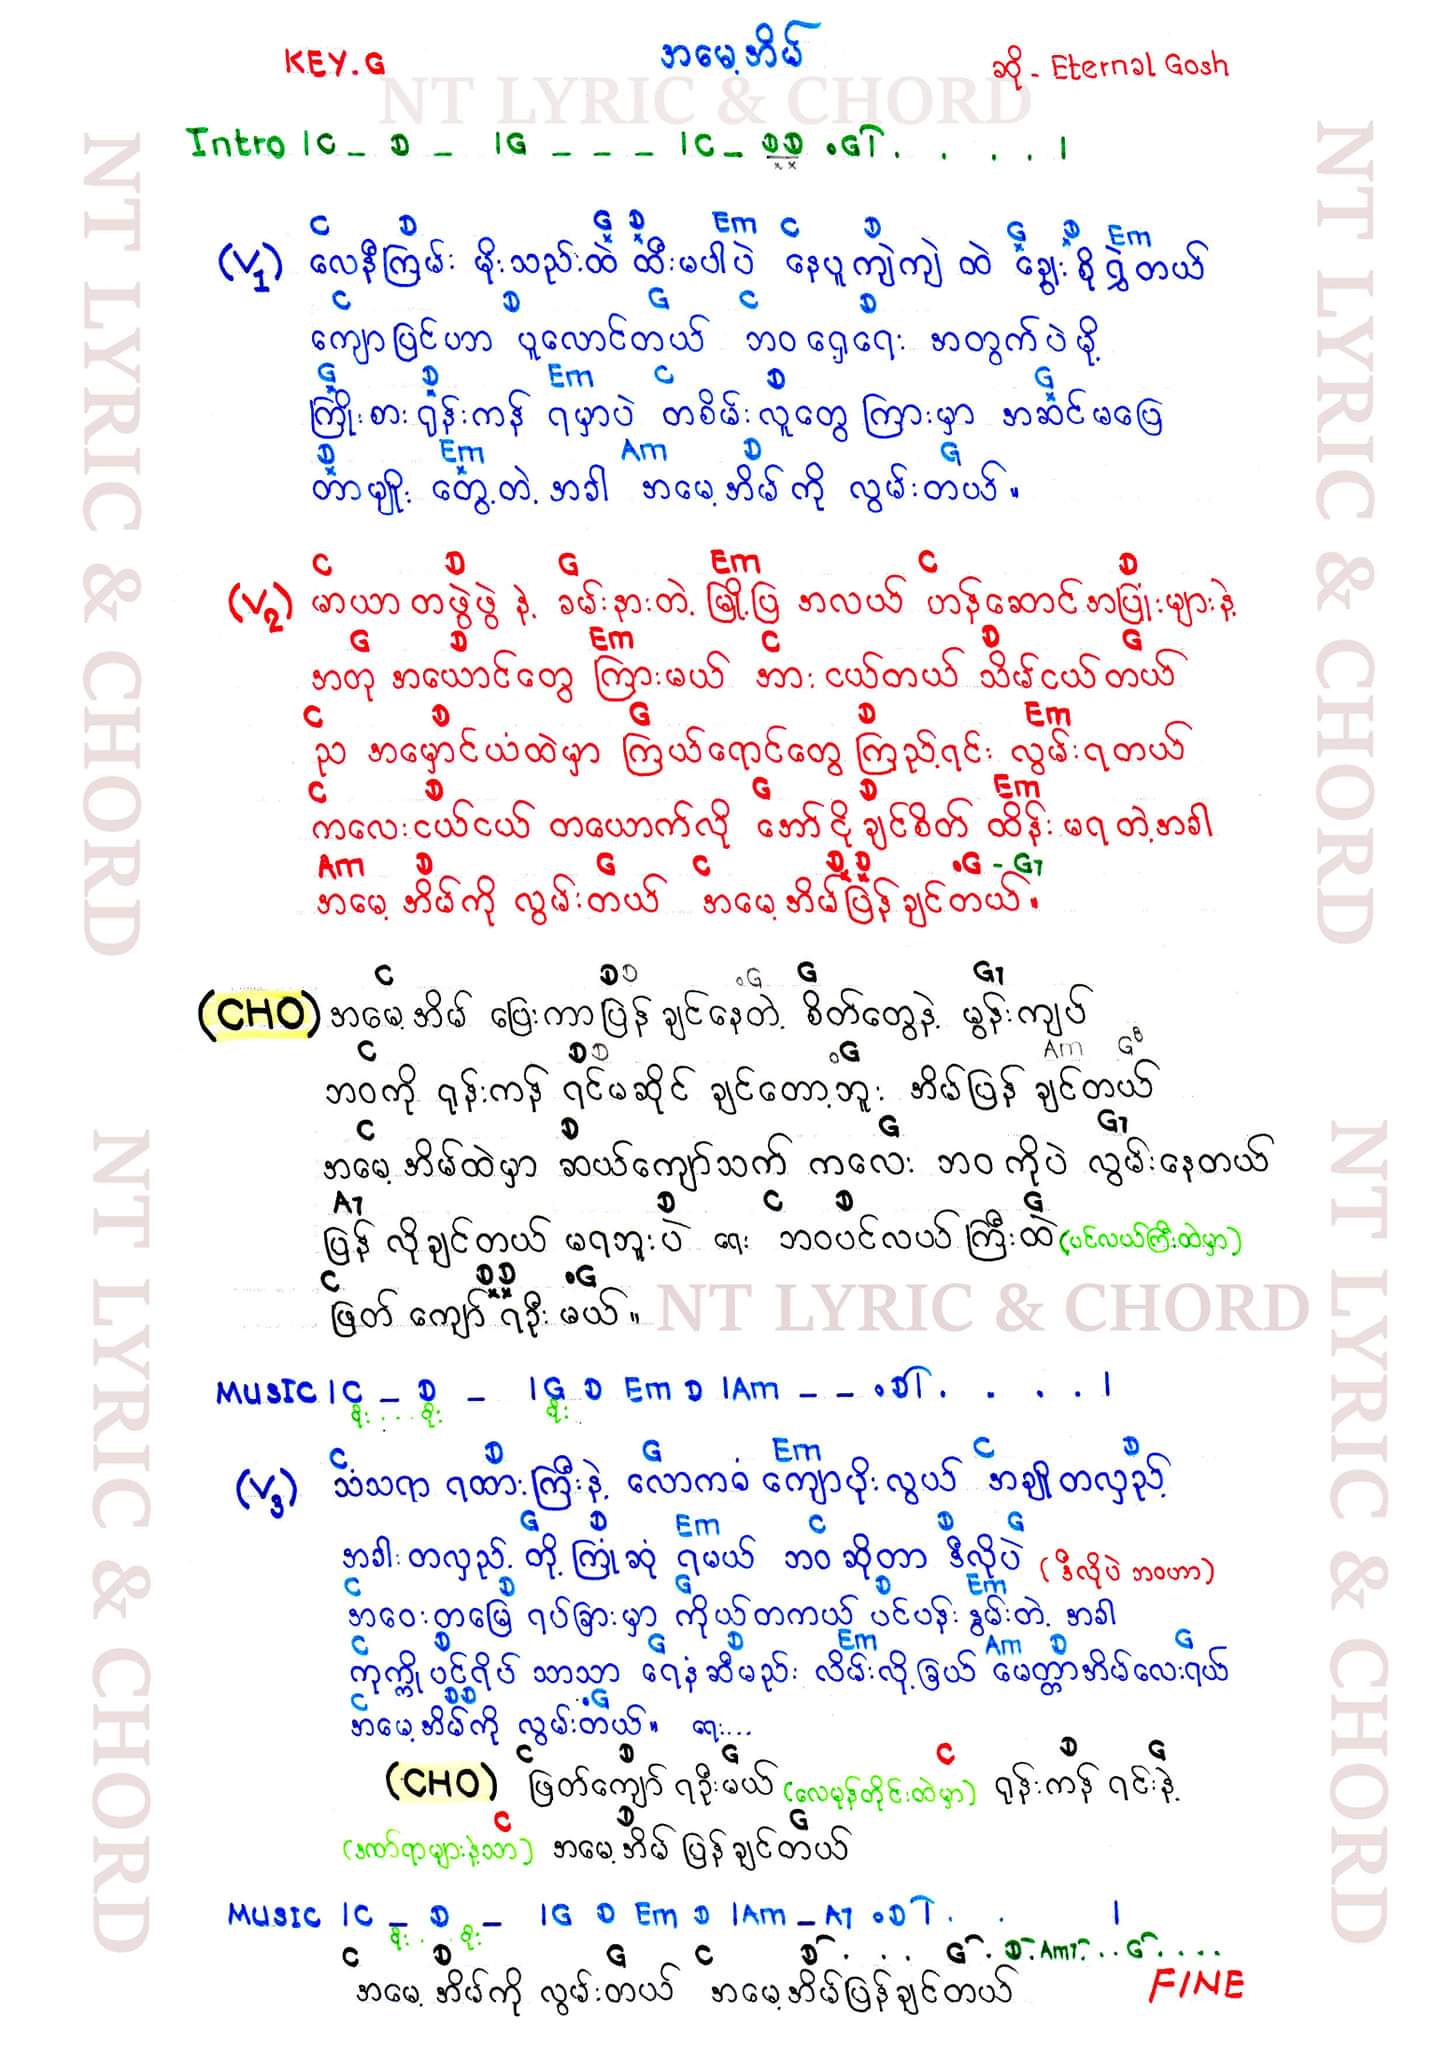 KEY.G
အမေ့အိမ်
ဆို - Eternal Gosh
NT LYRIC & CHORD
Intro | C _ D _ | G _ _ _ | C _ D D .G7 . . . . |
C D G D Em C D G D Em
(V1) လေနီကြမ်း မိုးသည်းထဲ ထီးမပါပဲ နေပူကျဲကျဲ ထဲ ချွေး စိုရွှဲတယ်
C D G C D
ကျောပြင်ဟာ ပူလောင်တယ် ဘဝ ရှေ့ရေး အတွက်ပဲမို့
G D Em C D G
ကြိုးစား ရုန်းကန် ရမှာပဲ တစိမ်းလူတွေ ကြားမှာ အဆင်မပြေ
D Em Am D G
တာမျိုး တွေ့တဲ့အခါ အမေ့အိမ်ကို လွမ်းတယ်။
C D G Em C D
(V2) မာယာ တဖွဲဖွဲ နဲ့ ခမ်းနားတဲ့ မြို့ပြ အလယ် ဟန်ဆောင်အပြုံးများနဲ့
G D Em C D G
အတု အယောင်တွေ ကြားမယ် အားငယ်တယ် သိမ်ငယ်တယ်
C D G D Em
ည အမှောင်ယံထဲမှာ ကြယ်ရောင်တွေ ကြည့်ရင်း လွမ်းရတယ်
C D G D Em
ကလေးငယ်ငယ် တယောက်လို အော်ငိုချင်စိတ် ထိန်းမရတဲ့အခါ
Am D G C D D .G - G7
အမေ့အိမ်ကို လွမ်းတယ် အမေ့အိမ်ပြန်ချင်တယ်။
C D D .G G G7
(CHO) အမေ့အိမ် ပြေးကာပြန်ချင်နေတဲ့ စိတ်တွေနဲ့ မွန်းကျပ်
C D D .G Am G
ဘဝကို ရုန်းကန် ရင်မဆိုင် ချင်တော့ဘူး အိမ်ပြန် ချင်တယ်
C D G G7
အမေ့အိမ်ထဲမှာ ဆယ်ကျော်သက် ကလေး ဘဝကိုပဲ လွမ်းနေတယ်
A7 D C D G
ပြန် လိုချင်တယ် မရဘူးပဲ ရေး ဘဝပင်လယ်ကြီးထဲ (ပင်လယ်ကြီးထဲမှာ)
C D D .G
ဖြတ်ကျော် ရဦးမယ်။
NT LYRIC & CHORD
MUSIC | C _ D _ | G D Em D | Am _ _ .D7 . . . . |
C D G Em C D
(V3) သံသရာ ရထားကြီးနဲ့ လောကဓံ ကျောပိုးလွယ် အချို့တလှည့်
G D Em C D G
အခါးတလှည့် တို့ကြုံဆုံ ရမယ် ဘဝဆိုတာ ဒီလိုပဲ (ဒီလိုပဲ ဘဝဟာ)
C D G D Em
အဝေးတမြေ ရပ်ခြားမှာ ကိုယ်တကယ် ပင်ပန်းနွမ်းတဲ့ အခါ
C D G D Em Am D G
ကုက္ကိုပင်ရိပ် သာသာ ရေနံဆီမည်း လိမ်းလို့ခြယ် မေတ္တာအိမ်လေးရယ်
C D D .G
အမေ့အိမ်ကို လွမ်းတယ်။ ရေး...
C D G C D G
(CHO) ဖြတ်ကျော် ရဦးမယ် (လေမုန်တိုင်းထဲမှာ) ရုန်းကန် ရင်းနဲ့
C D G
(ဒဏ်ရာများနဲ့သာ) အမေ့အိမ် ပြန်ချင်တယ်
MUSIC | C _ D _ | G D Em D | Am _ A7 .D7 . . |
C D G C D . . . G . D . Am7 . . G . . . .
အမေ့အိမ်ကို လွမ်းတယ် အမေ့အိမ်ပြန်ချင်တယ်
FINE
NT LYRIC & CHORD
NT LYRIC & CHORD
NT LYRIC & CHORD
NT LYRIC & CHORD